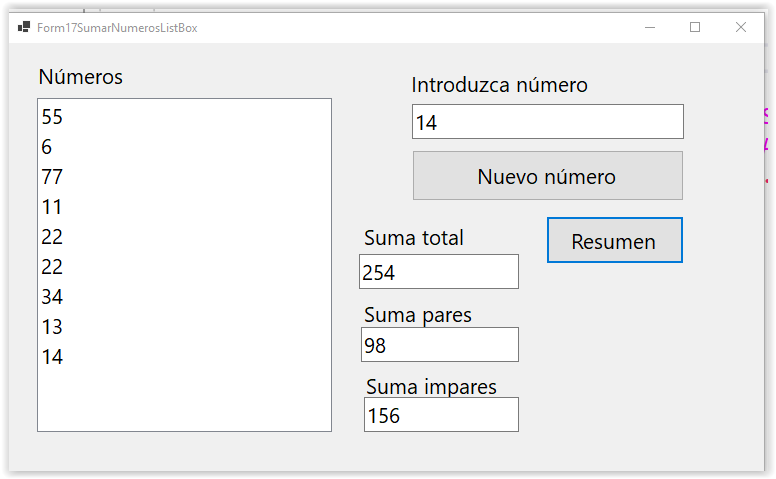 Form17SumarNumerosListBox
Números
55
6
77
11
22
22
34
13
14
Introduzca número
14
Nuevo número
Resumen
Suma total
254
Suma pares
98
Suma impares
156